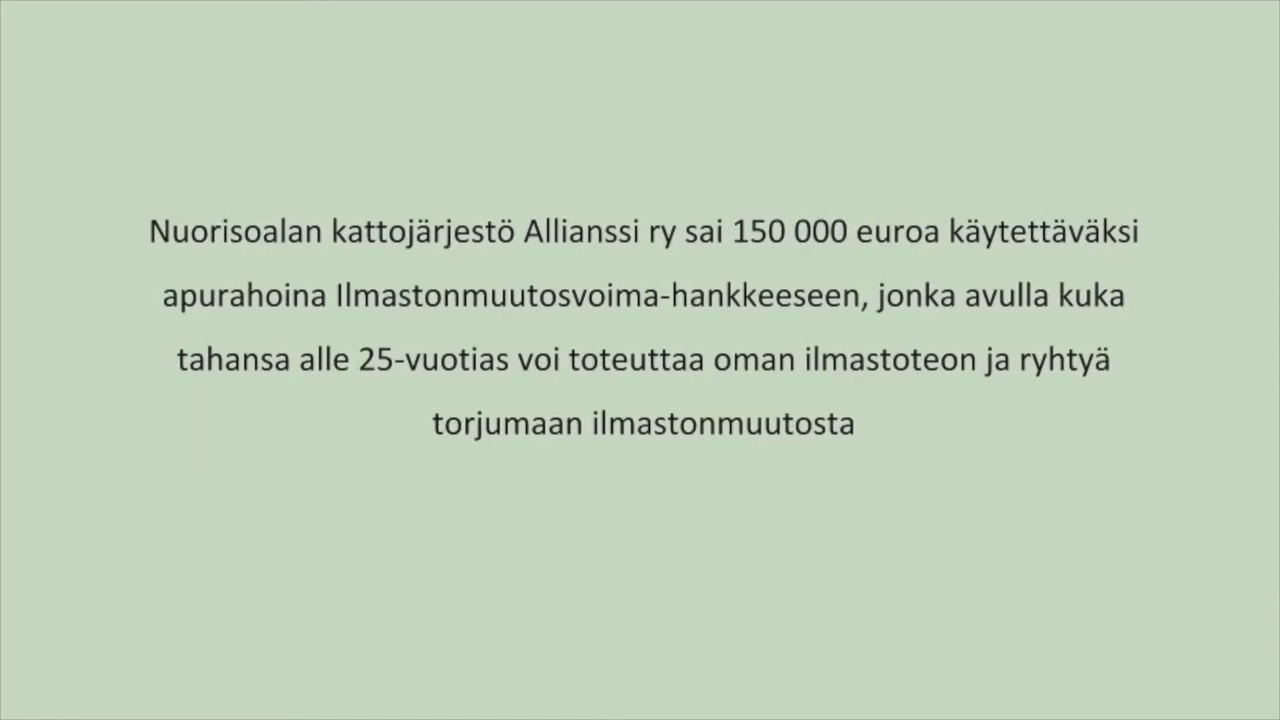 Nuorisoalan kattojärjestö Allianssi ry sai 150 000 euroa käytettäväksi
apurahoina Ilmastonmuutosvoima-hankkeeseen, jonka avulla kuka
tahansa alle 25-vuotias voi toteuttaa oman ilmastoteon ja ryhtyä
torjumaan ilmastonmuutosta